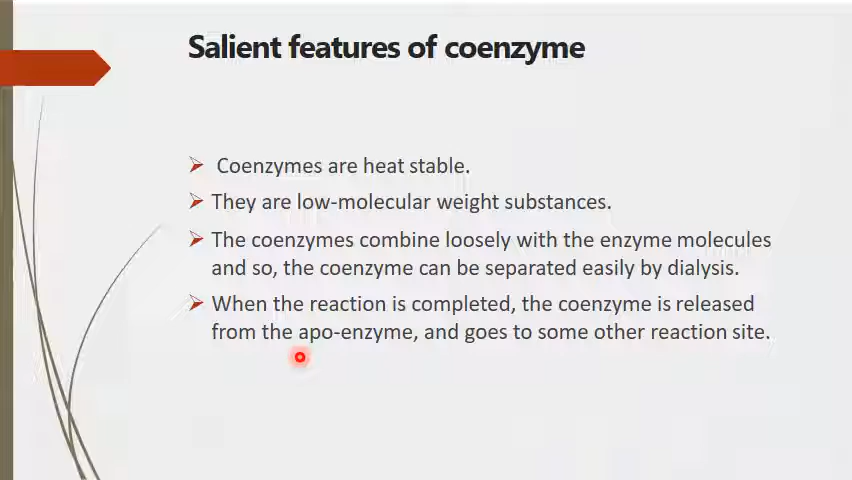 Salient features of coenzyme
Coenzymes are heat stable.
They are low-molecular weight substances.
The coenzymes combine loosely with the enzyme molecules
and so, the coenzyme can be separated easily by dialysis.
When the reaction is completed, the coenzyme is released
from the apo-enzyme, and goes to some other reaction site.